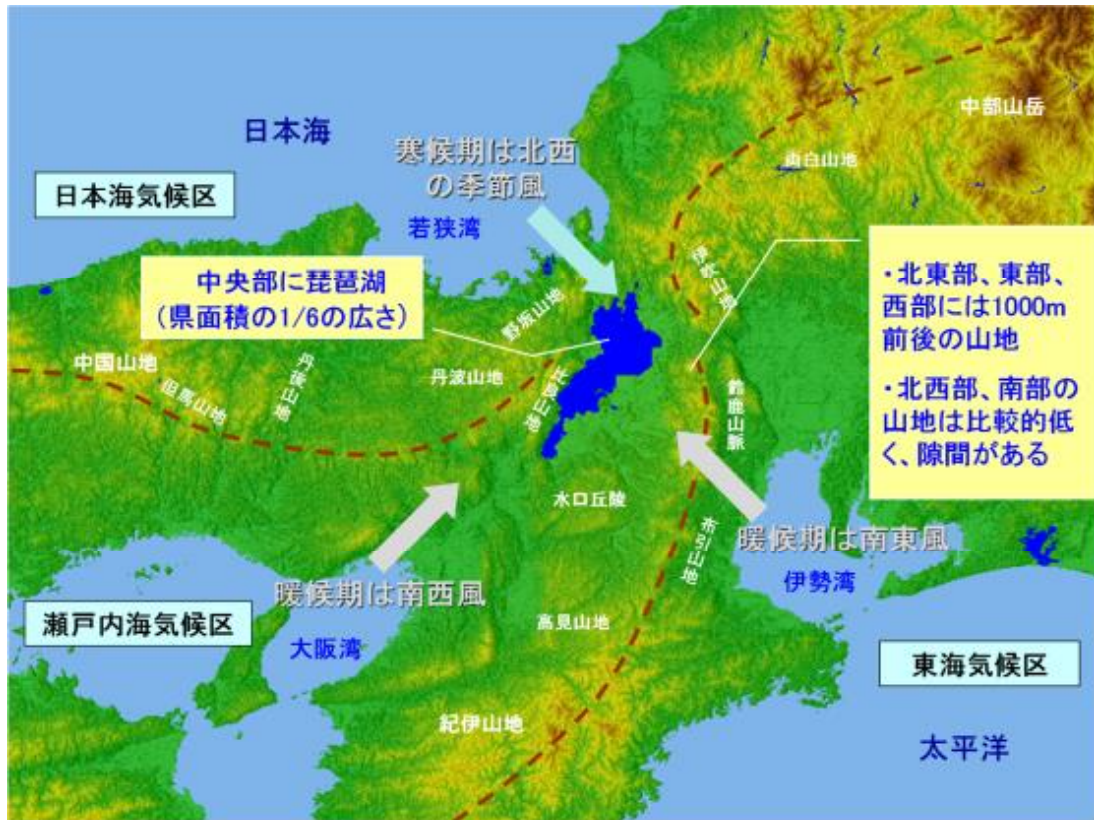 日本海
中部山岳
寒候期は北西
の季節風
両白山地
日本海気候区
若狭湾
伊吹山地
中央部に琵琶湖
(県面積の1/6の広さ)
・北東部、東部、
西部には1000m
前後の山地
・北西部、南部の
山地は比較的低
く、隙間がある
野坂山地
中国山地
丹後山地
丹波山地
但馬山地
比良山地
鈴鹿山脈
水口丘陵
布引山地
暖候期は南東風
伊勢湾
暖候期は南西風
瀬戸内海気候区
大阪湾
高見山地
東海気候区
紀伊山地
太平洋